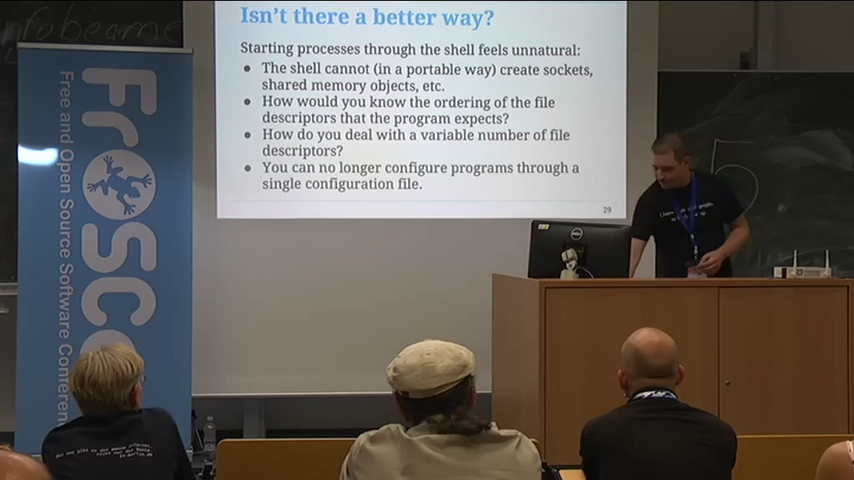 Isn't there a better way?
Starting processes through the shell feels unnatural:
● The shell cannot (in a portable way) create sockets,
shared memory objects, etc.
● How would you know the ordering of the file
descriptors that the program expects?
● How do you deal with a variable number of file
descriptors?
● You can no longer configure programs through a
single configuration file.
29
FrOSCo
Free and Open Source Software Conferen
DELL